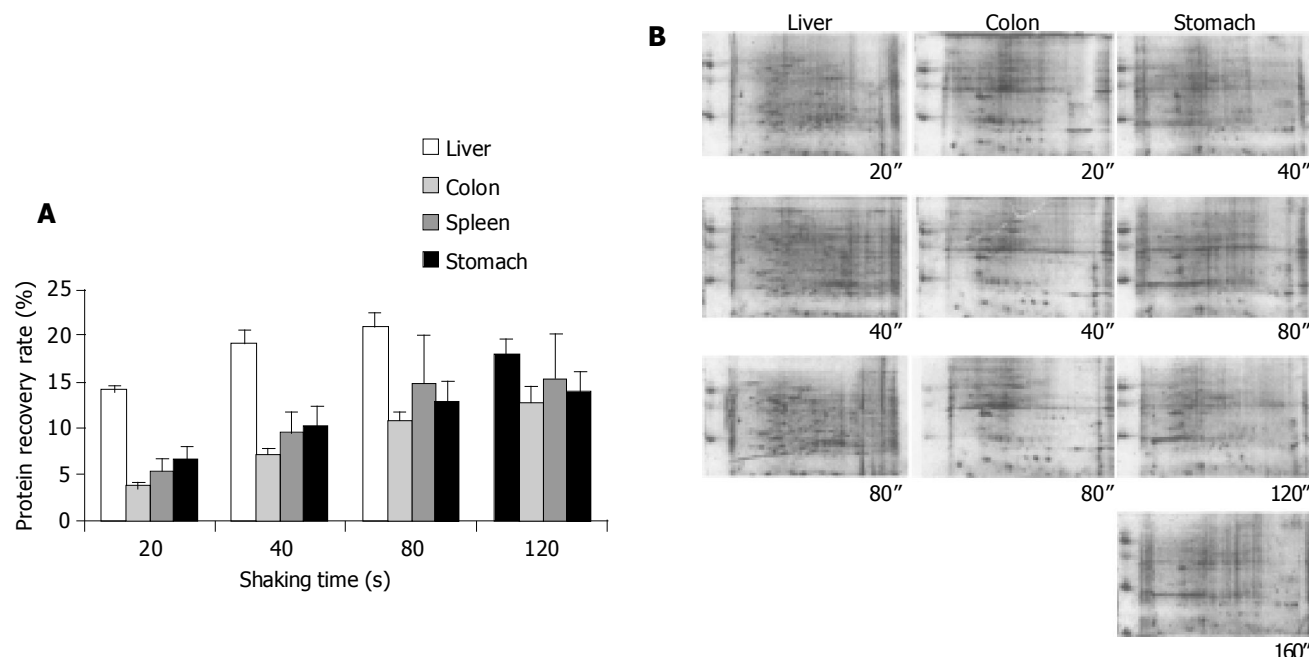 A
Liver
Colon
Spleen
Stomach
Protein recovery rate (%)
25
20
15
10
5
0
20 40 80 120
Shaking time (s)
B
Liver Colon Stomach
20″ 20″ 40″
40″ 40″ 80″
80″ 80″ 120″
160″